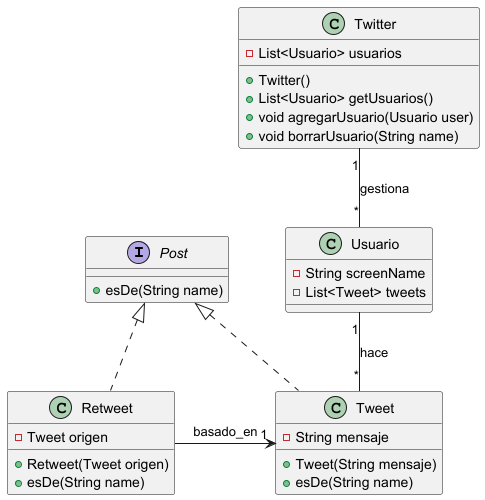 C Twitter
List<Usuario> usuarios
Twitter()
List<Usuario> getUsuarios()
void agregarUsuario(Usuario user)
void borrarUsuario(String name)
1
gestiona
*
I Post
esDe(String name)
C Usuario
String screenName
List<Tweet> tweets
1
hace
*
C Retweet
Tweet origen
Retweet(Tweet origen)
esDe(String name)
basado_en 1
C Tweet
String mensaje
Tweet(String mensaje)
esDe(String name)